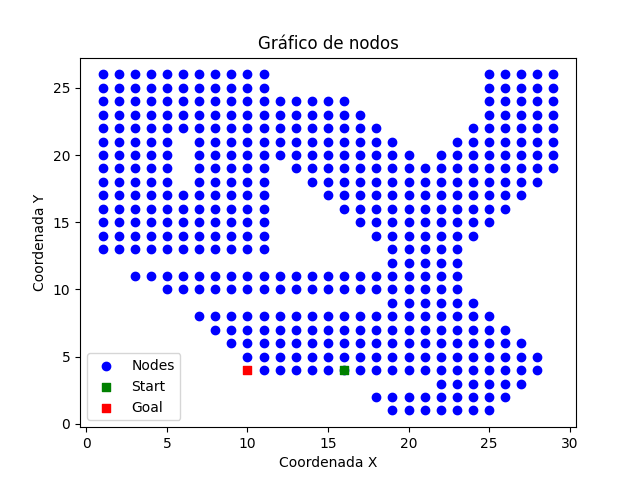 Gráfico de nodos
25
20
15
10
5
0
Coordenada Y
Nodes
Start
Goal
0 5 10 15 20 25 30
Coordenada X